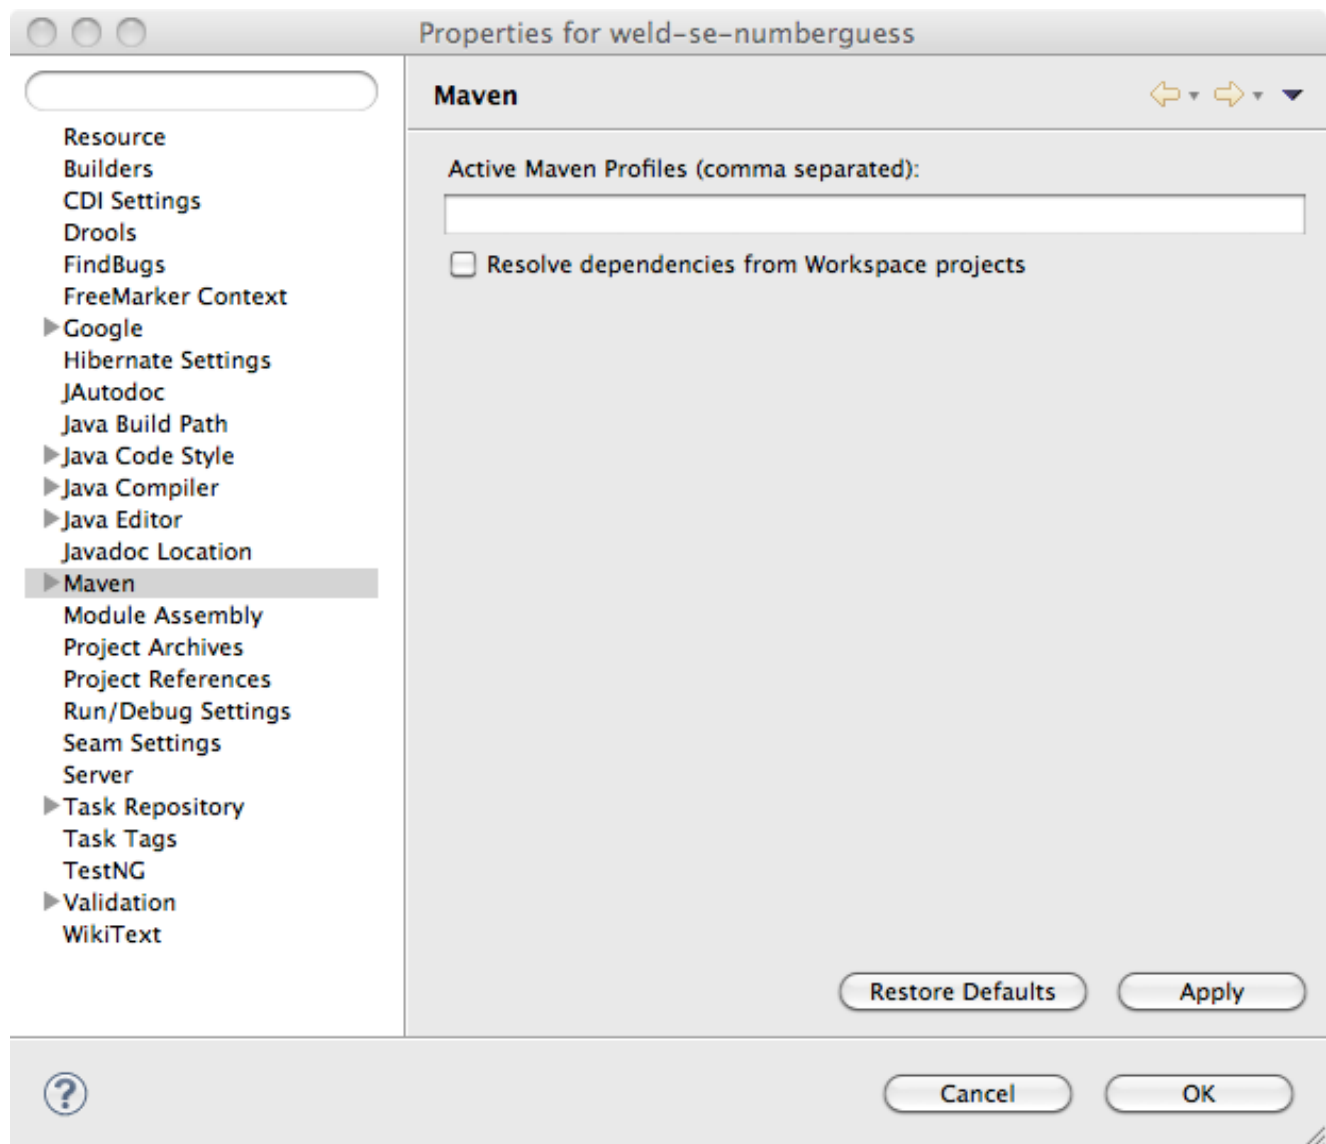 Properties for weld-se-numberguess
Maven
Resource
Builders
CDI Settings
Drools
FindBugs
FreeMarker Context
Google
Hibernate Settings
JAutodoc
Java Build Path
Java Code Style
Java Compiler
Java Editor
Javadoc Location
Maven
Module Assembly
Project Archives
Project References
Run/Debug Settings
Seam Settings
Server
Task Repository
Task Tags
TestNG
Validation
WikiText
Active Maven Profiles (comma separated):
Resolve dependencies from Workspace projects
Restore Defaults
Apply
?
Cancel
OK